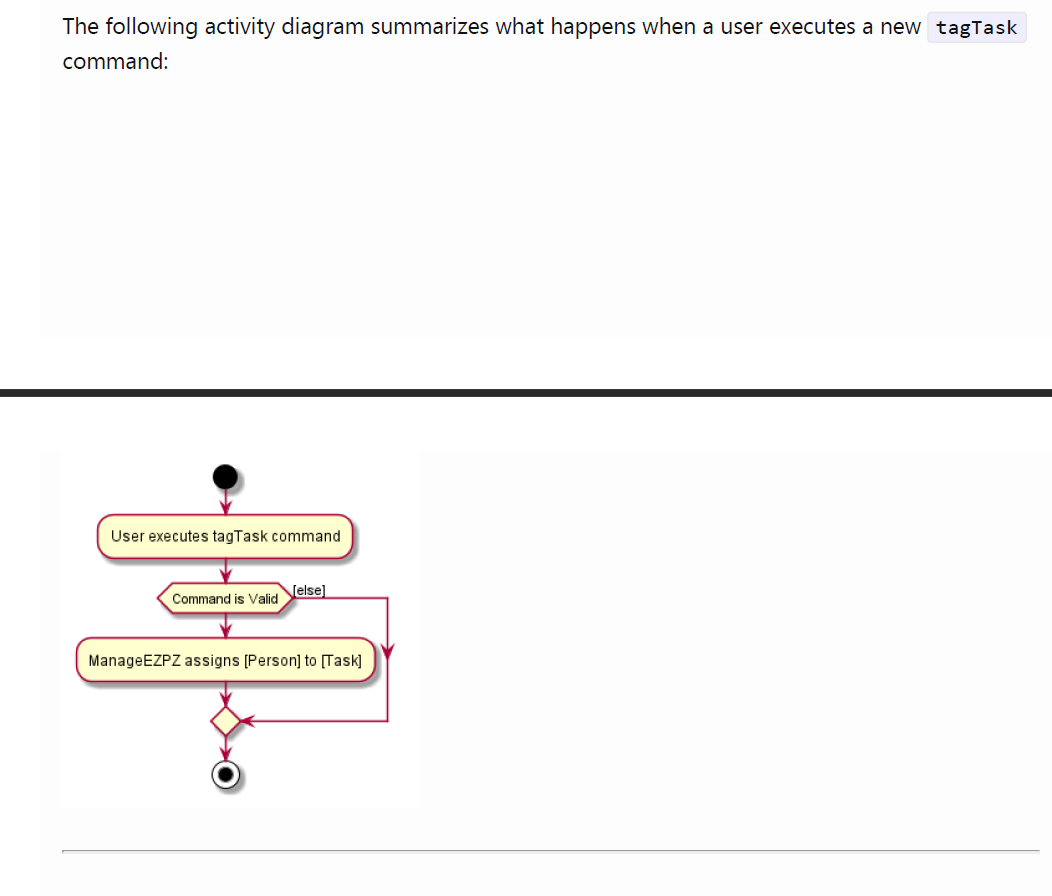 The following activity diagram summarizes what happens when a user executes a new tagTask
command:
User executes tagTask command
Command is Valid
[else]
ManageEZPZ assigns [Person] to [Task]